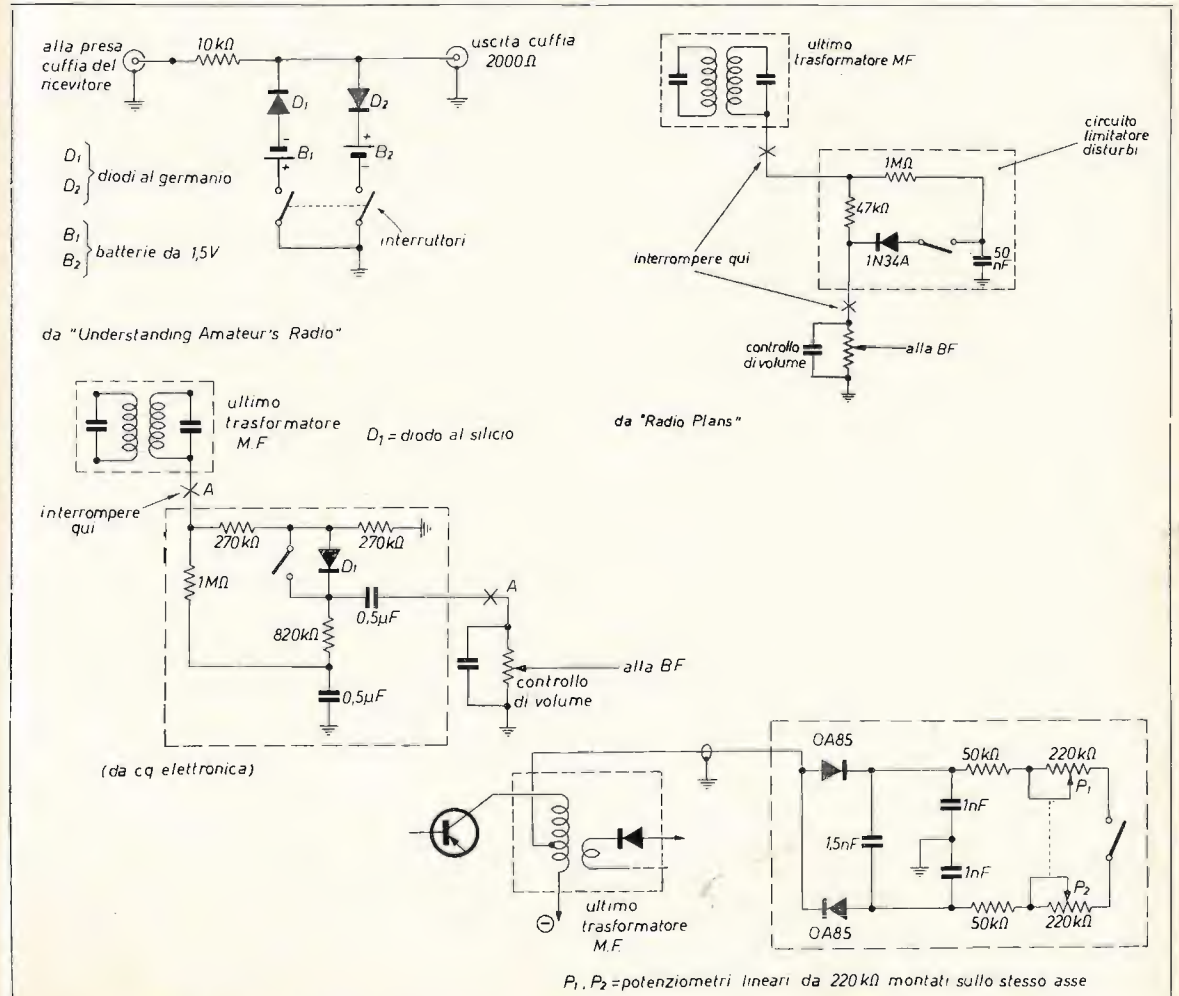 alla presa
cuffia del
ricevitore
10kΩ
uscita cuffia
2000Ω
D₁
D₂
- 
+
B₁
+
B₂
-
D₁
D₂
diodi al germanio
B₁
B₂
batterie da 1,5V
interruttori
da "Understanding Amateur's Radio"
ultimo
trasformatore MF
circuito
limitatore
disturbi
1MΩ
47kΩ
1N34A
50
nF
interrompere qui
controllo
di volume
alla BF
da "Radio Plans"
ultimo
trasformatore
M.F.
D₁ = diodo al silicio
A
interrompere
qui
270kΩ
270kΩ
1MΩ
D₁
A
0,5µF
820kΩ
0,5µF
alla BF
controllo
di volume
(da cq elettronica)
ultimo
trasformatore
M.F.
OA85
50kΩ
220kΩ
P₁
1nF
1,5nF
1nF
P₂
50kΩ
220kΩ
OA85
P₁, P₂ = potenziometri lineari da 220kΩ montati sullo stesso asse